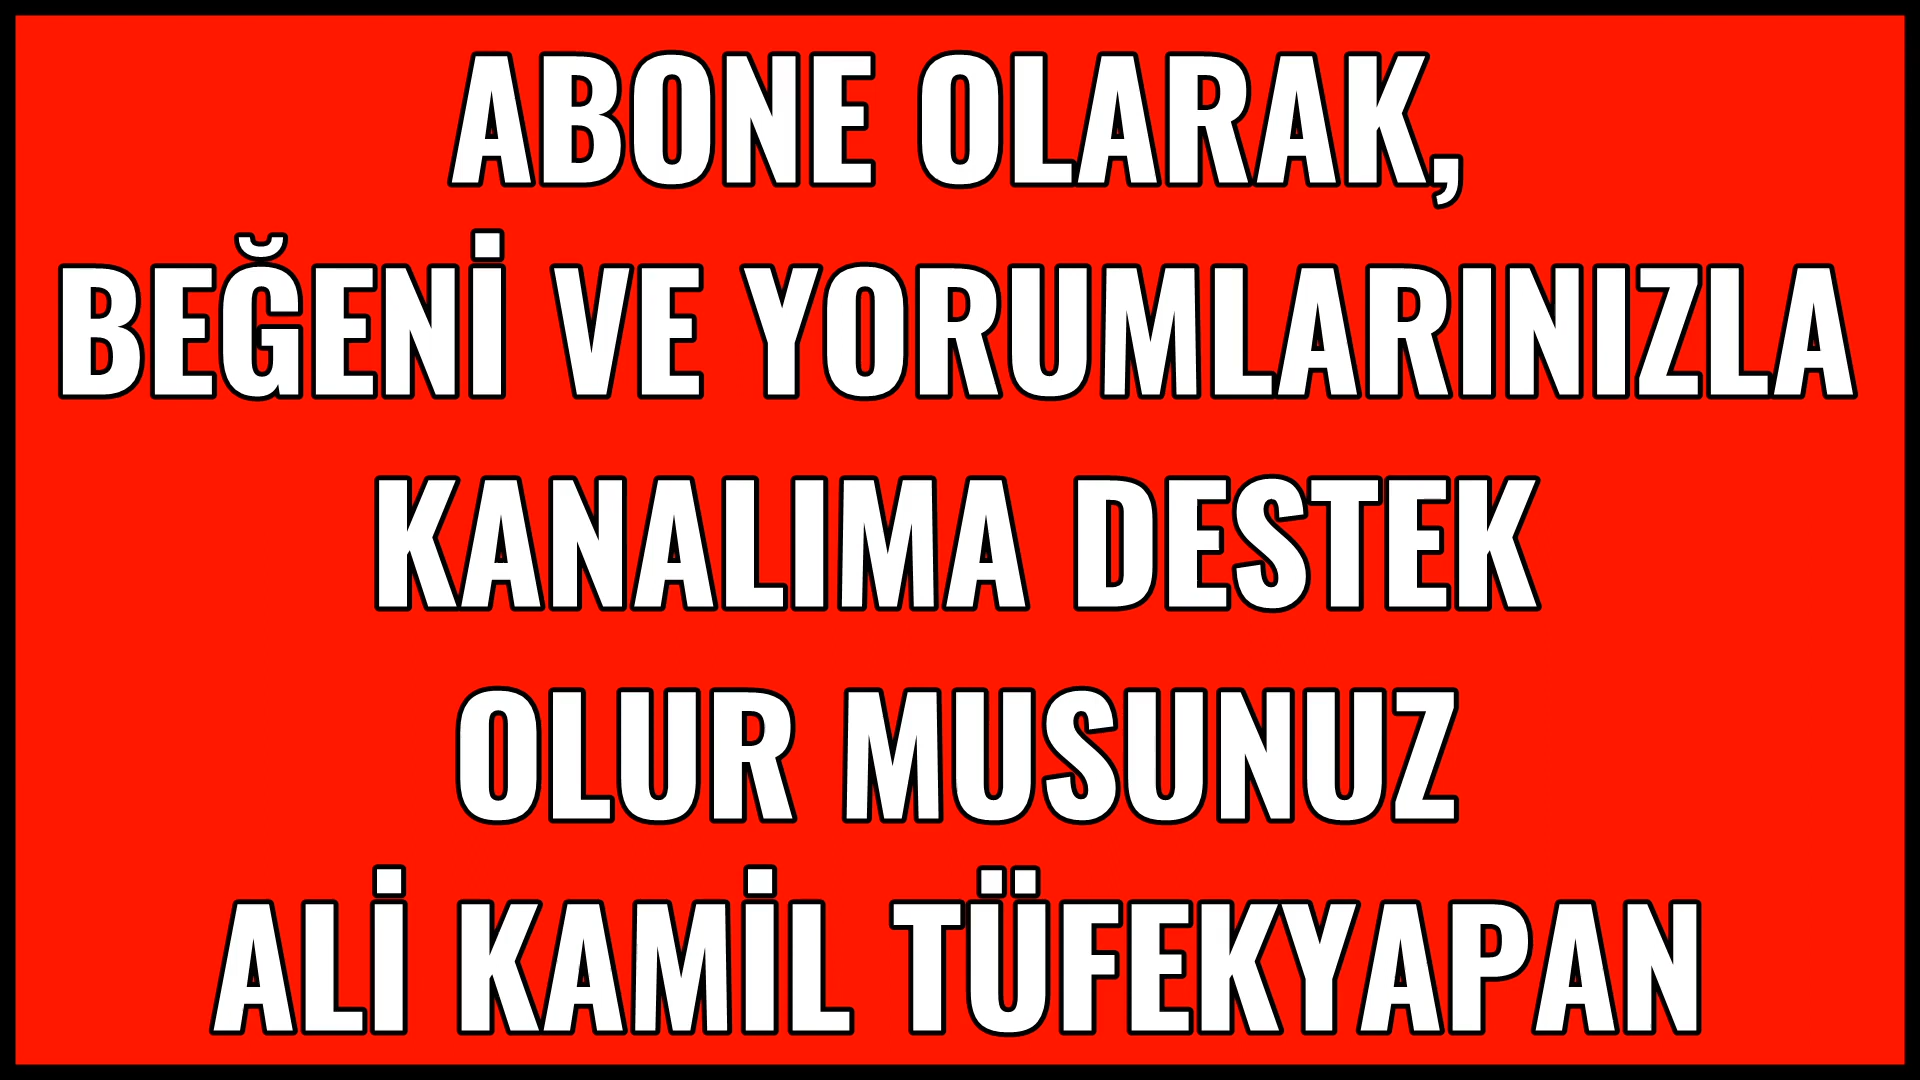 ABONE OLARAK,
BEĞENİ VE YORUMLARINIZLA
KANALIMA DESTEK
OLUR MUSUNUZ
ALİ KAMİL TÜFEKYAPAN